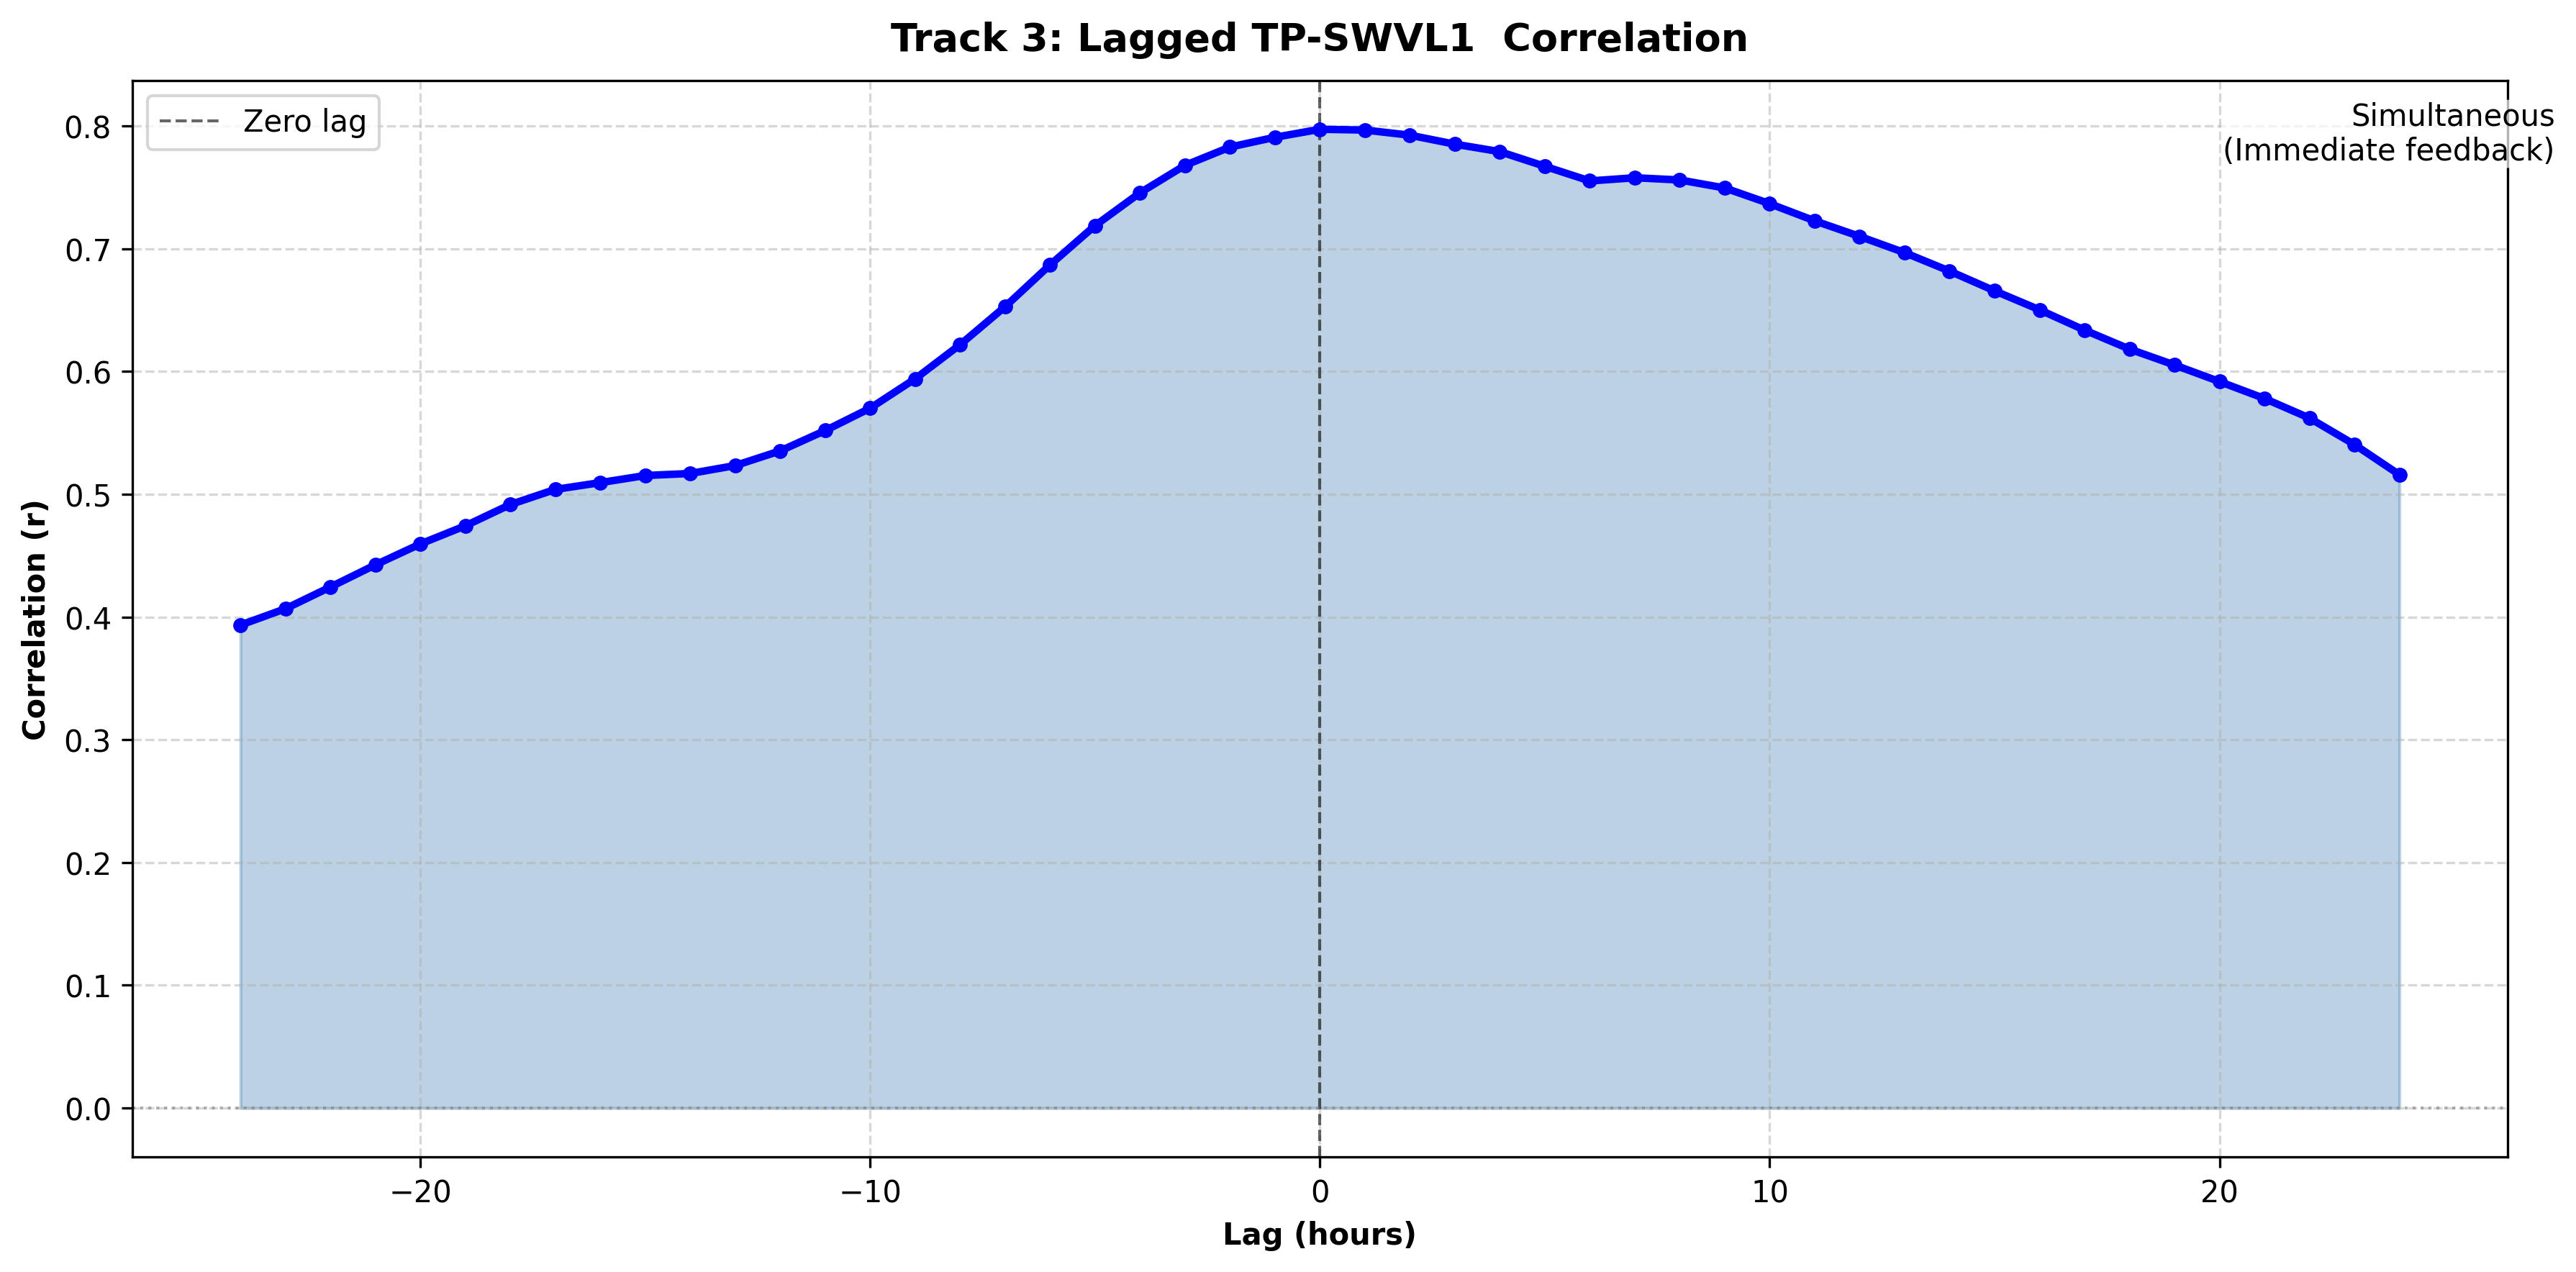 Track 3: Lagged TP-SWVL1  Correlation
Zero lag
Simultaneous
(Immediate feedback)
Correlation (r)
0.8
0.7
0.6
0.5
0.4
0.3
0.2
0.1
0.0
−20
−10
0
10
20
Lag (hours)